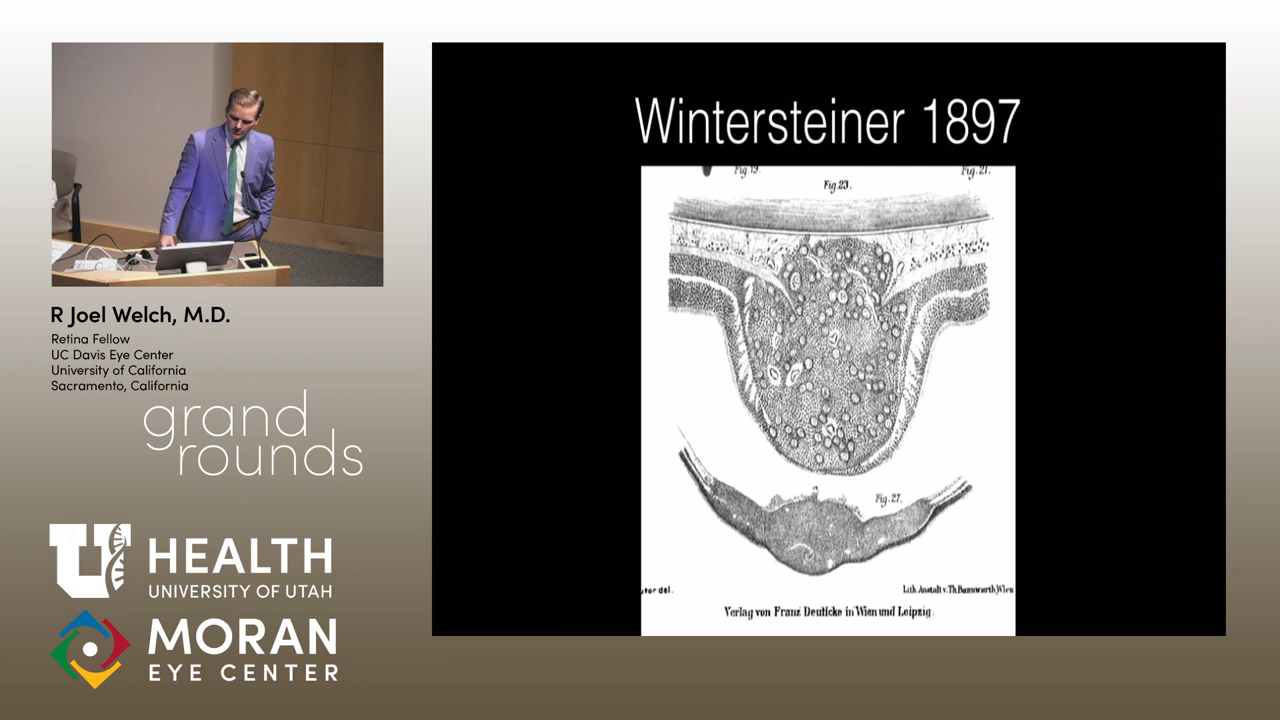 R Joel Welch, M.D.
Retina Fellow
UC Davis Eye Center
University of California
Sacramento, California
grand
rounds
U HEALTH
UNIVERSITY OF UTAH
MORAN
EYE CENTER
Wintersteiner 1897
Fig. 19.
Fig. 21.
Fig. 23.
Fig. 27.
del.
Lith. Anstalt v. Th. Bannwarth, Wien
Verlag von Franz Deuticke in Wien und Leipzig.